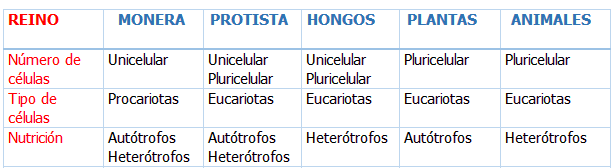 REINO MONERA PROTISTA HONGOS PLANTAS ANIMALES
Número de Unicelular Unicelular Unicelular Pluricelular Pluricelular
células Pluricelular Pluricelular
Tipo de Procariotas Eucariotas Eucariotas Eucariotas Eucariotas
células
Nutrición Autótrofos Autótrofos Heterótrofos Autótrofos Heterótrofos
Heterótrofos Heterótrofos